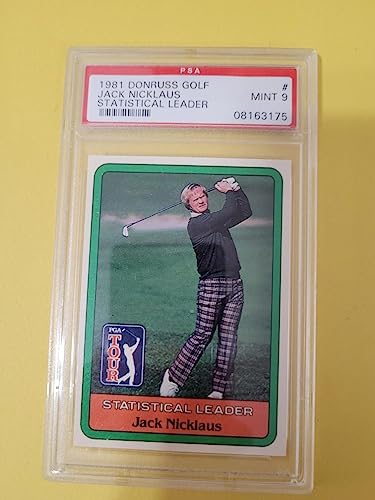 PSA
1981 DONRUSS GOLF #
JACK NICKLAUS MINT 9
STATISTICAL LEADER
08163175
PGA
TOUR
STATISTICAL LEADER
Jack Nicklaus